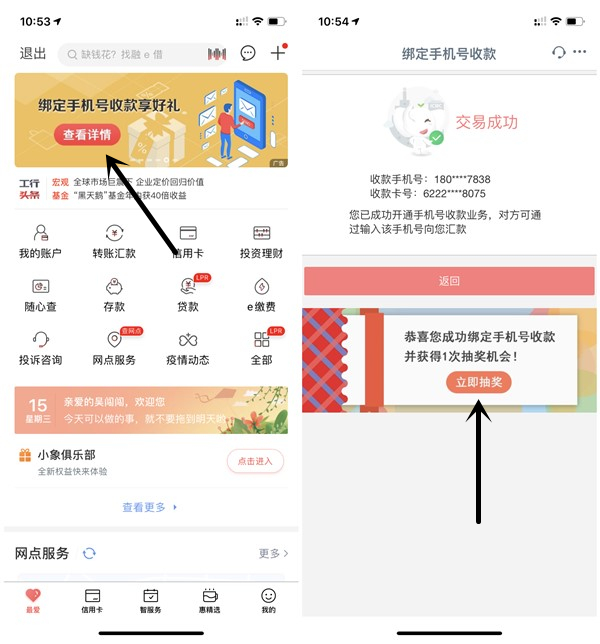 10:53
退出
缺钱花？找融 e 借
绑定手机号收款享好礼
查看详情
广告
工行
头条
宏观 全球市场巨震下 企业定价回归价值
基金 "黑天鹅"基金年内获40倍收益
我的账户
转账汇款
信用卡
投资理财
LPR
随心查
存款
贷款
e缴费
查网点
LPR
投诉咨询
网点服务
疫情动态
全部
15
星期三
亲爱的吴闯闯，欢迎您
今天可以做的事，就不要拖到明天
小象俱乐部
全新权益快来体验
点击进入
查看更多
网点服务
更多
最爱
信用卡
智服务
惠精选
我的
10:54
绑定手机号收款
交易成功
收款手机号：180****7838
收款卡号：6222****8075
您已成功开通手机号收款业务，对方可通
过输入该手机号向您汇款
返回
恭喜您成功绑定手机号收款
并获得1次抽奖机会！
立即抽奖